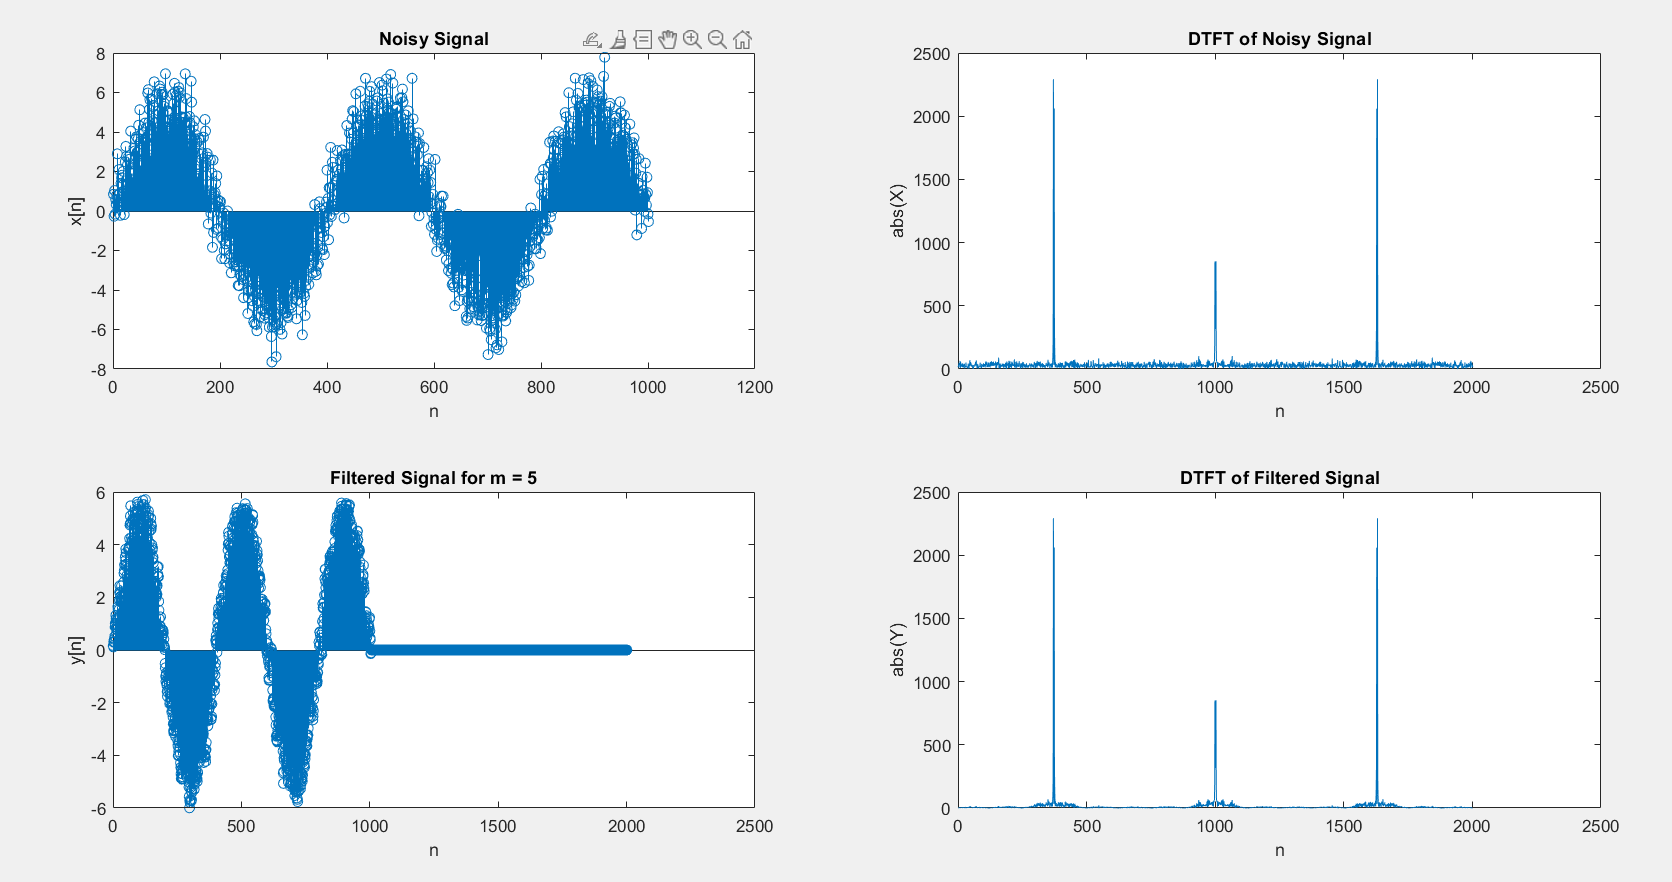 Noisy Signal
8
6
4
2
0
-2
-4
-6
-8
x[n]
0 200 400 600 800 1000 1200
n
DTFT of Noisy Signal
2500
2000
1500
1000
500
0
abs(X)
0 500 1000 1500 2000 2500
n
Filtered Signal for m = 5
6
4
2
0
-2
-4
-6
y[n]
0 500 1000 1500 2000 2500
n
DTFT of Filtered Signal
2500
2000
1500
1000
500
0
abs(Y)
0 500 1000 1500 2000 2500
n